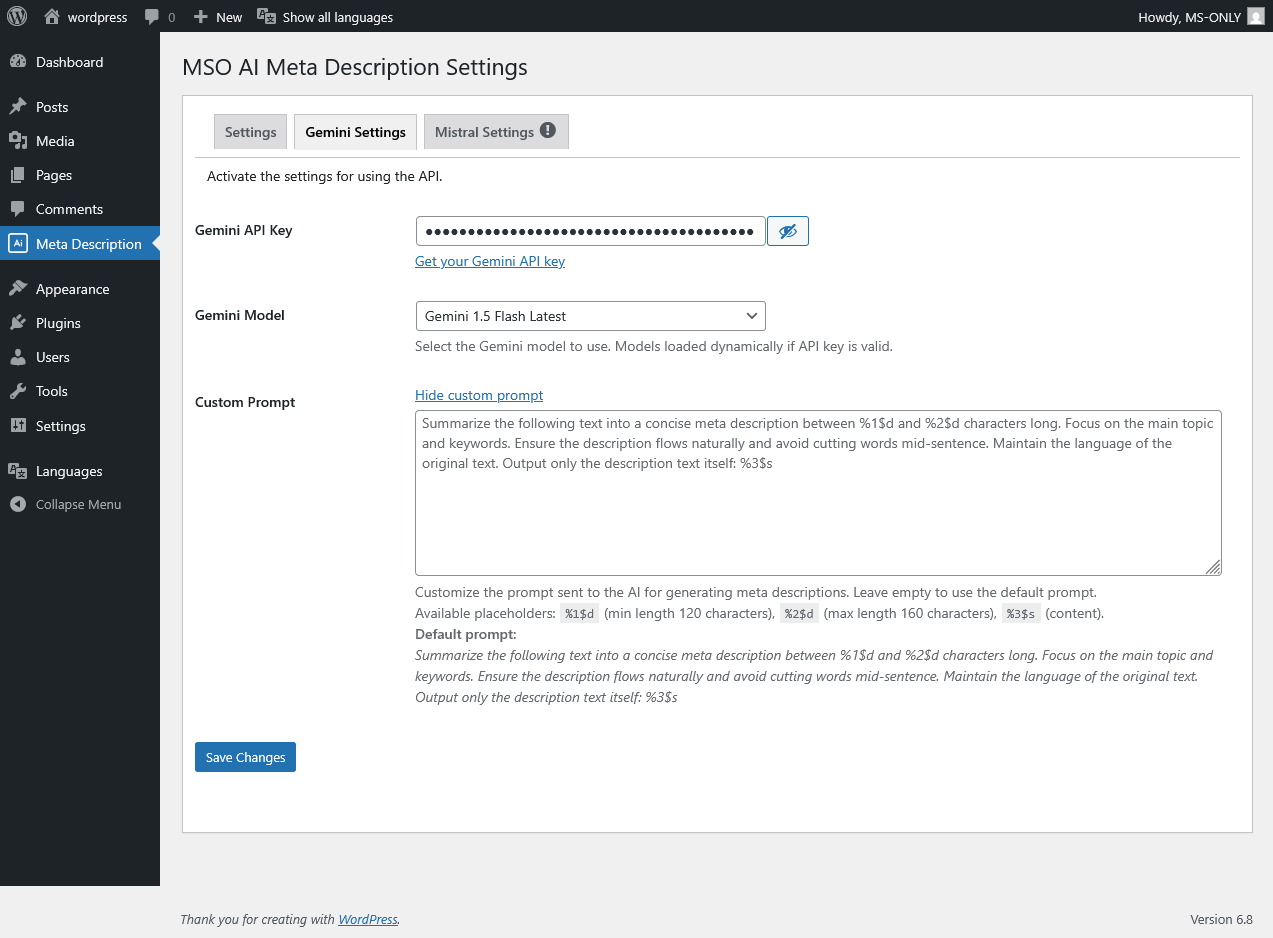 wordpress 0 New Show all languages Howdy, MS-ONLY
Dashboard
Posts
Media
Pages
Comments
Ai Meta Description
Appearance
Plugins
Users
Tools
Settings
Languages
Collapse Menu
MSO AI Meta Description Settings
Settings Gemini Settings Mistral Settings
Activate the settings for using the API.
Gemini API Key ••••••••••••••••••••••••••••••••••••••• 
Get your Gemini API key
Gemini Model Gemini 1.5 Flash Latest
Select the Gemini model to use. Models loaded dynamically if API key is valid.
Custom Prompt Hide custom prompt
Summarize the following text into a concise meta description between %1$d and %2$d characters long. Focus on the main topic
and keywords. Ensure the description flows naturally and avoid cutting words mid-sentence. Maintain the language of the
original text. Output only the description text itself: %3$s
Customize the prompt sent to the AI for generating meta descriptions. Leave empty to use the default prompt.
Available placeholders: %1$d (min length 120 characters), %2$d (max length 160 characters), %3$s (content).
Default prompt:
Summarize the following text into a concise meta description between %1$d and %2$d characters long. Focus on the main topic and
keywords. Ensure the description flows naturally and avoid cutting words mid-sentence. Maintain the language of the original text.
Output only the description text itself: %3$s
Save Changes
Thank you for creating with WordPress. Version 6.8